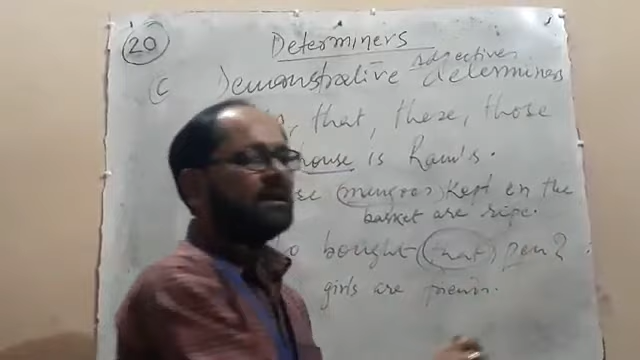 20
Determiners
adjectives
C Demonstrative determiners
that, these, those
house is Ram's.
mangoes kept in the
basket are ripe.
bought that pen?
girls are